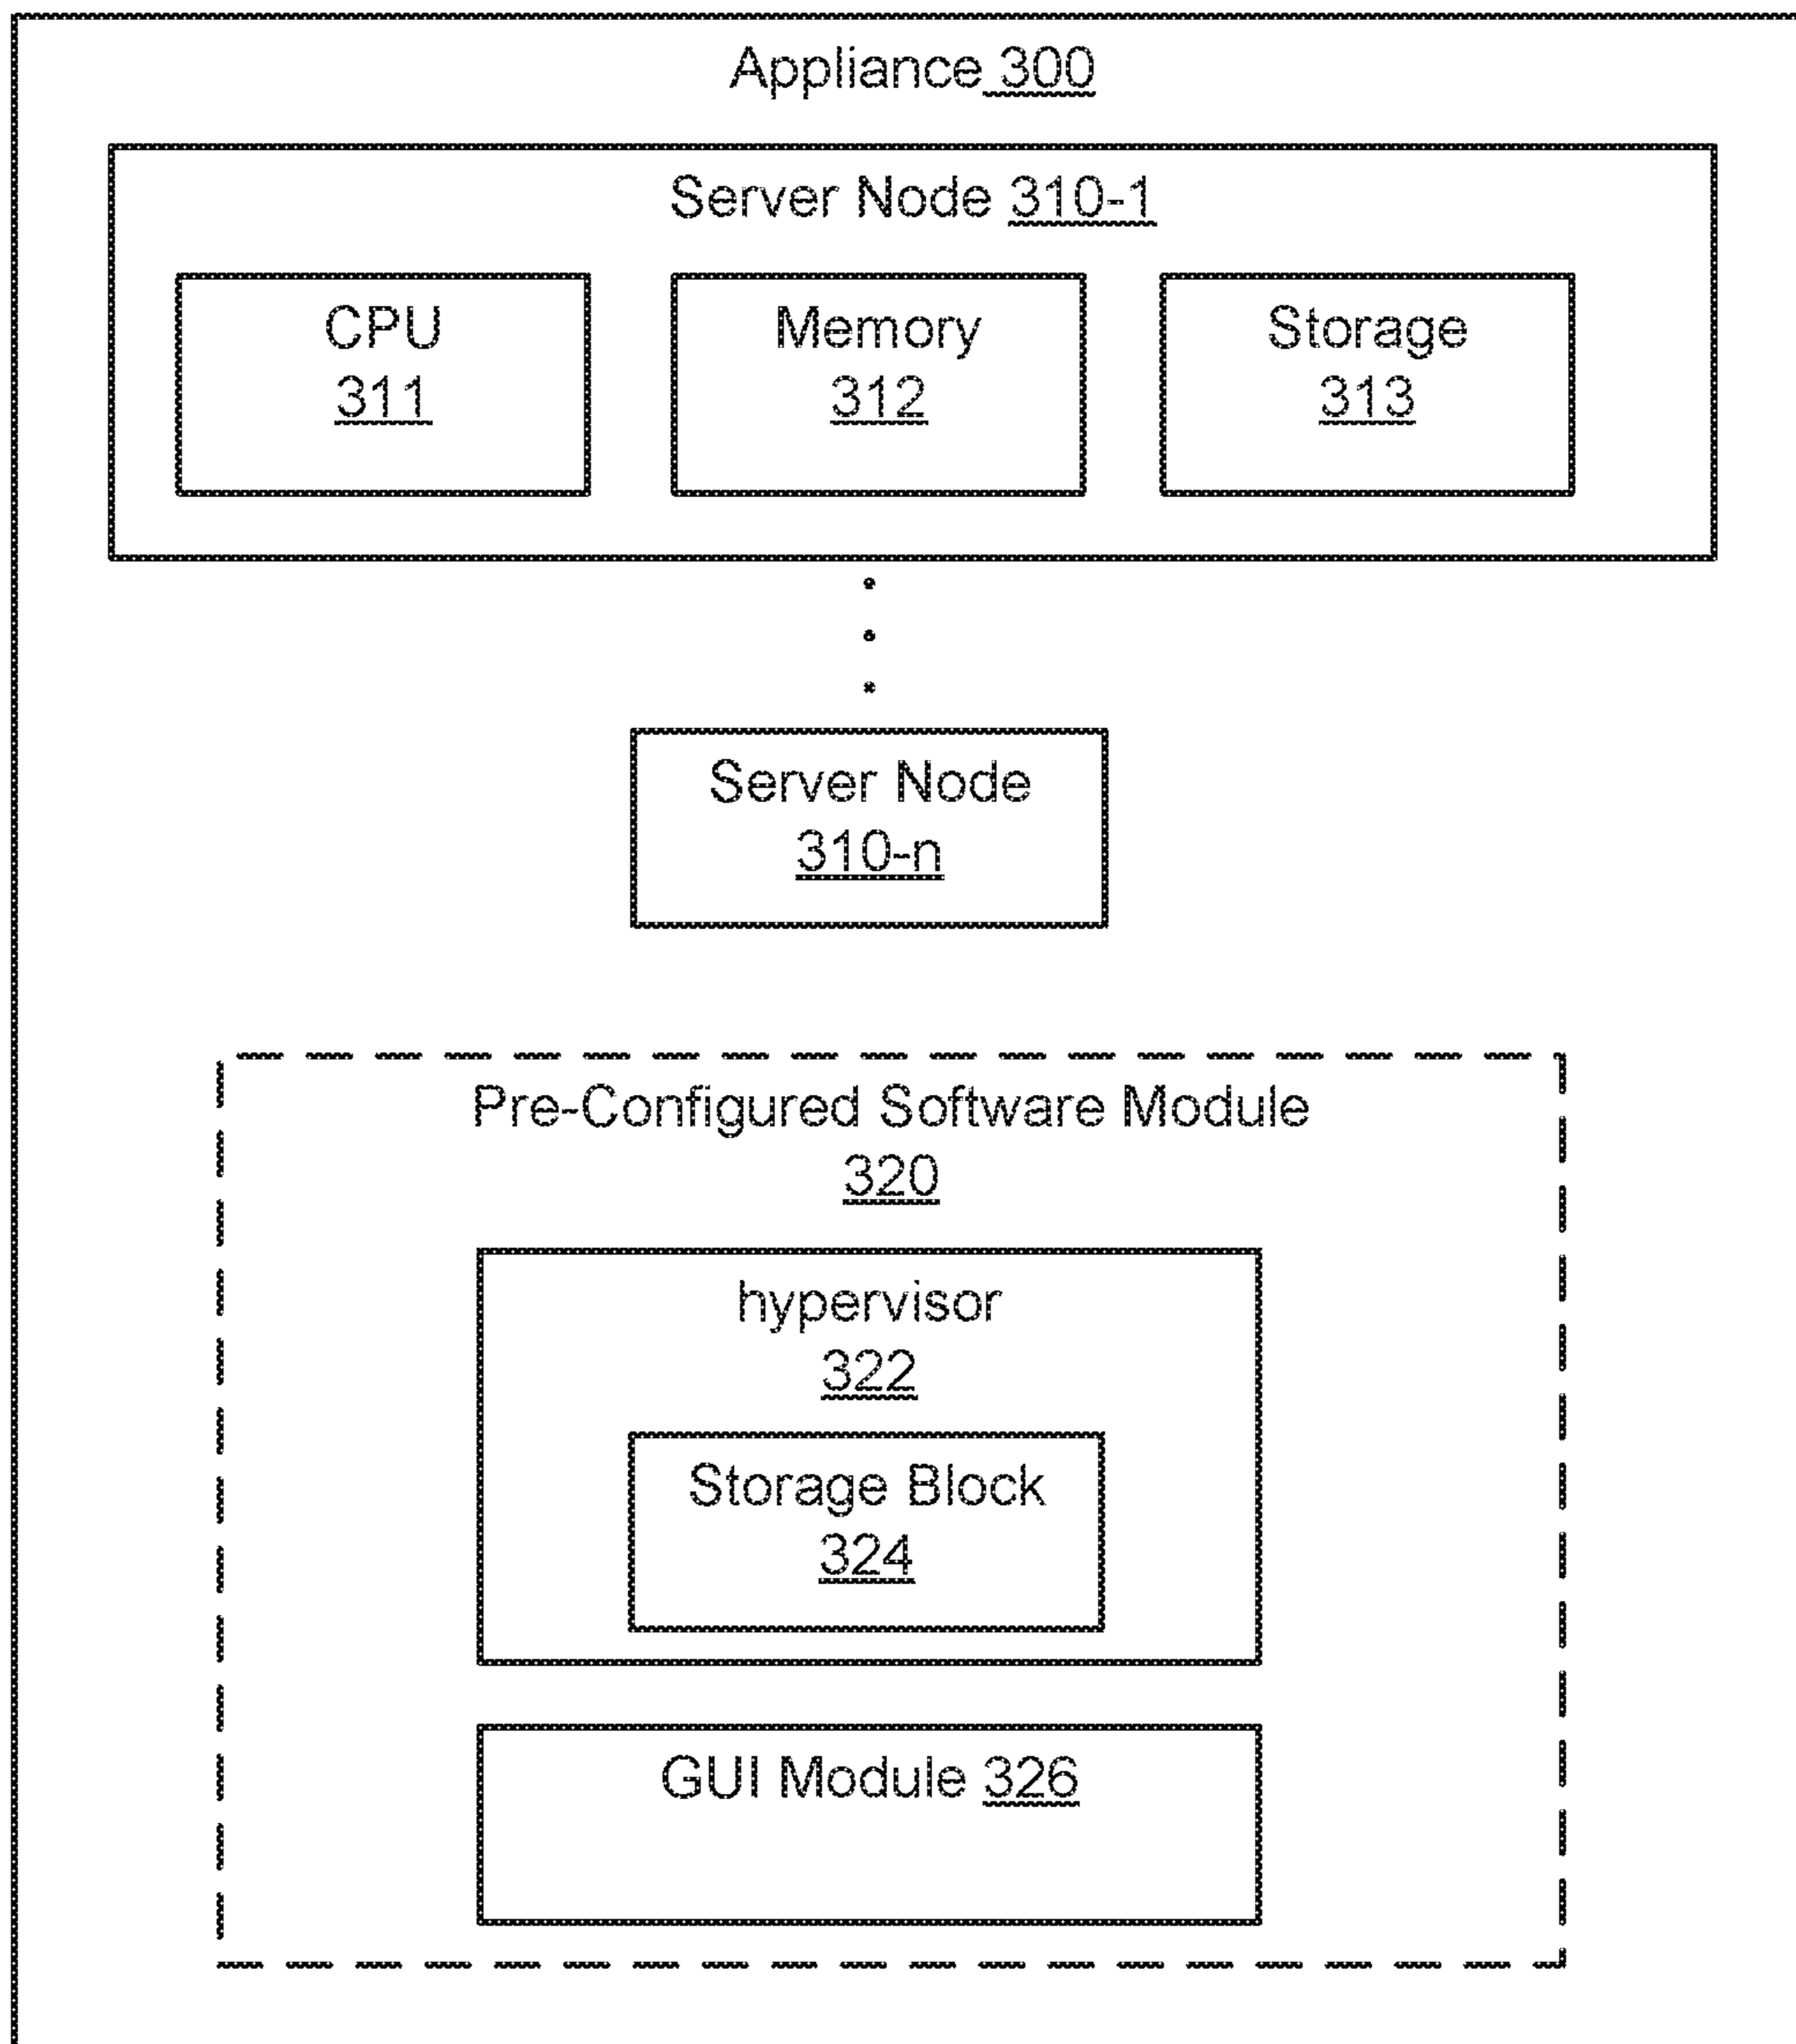 Appliance 300
Server Node 310-1
CPU
311
Memory
312
Storage
313
Server Node
310-n
Pre-Configured Software Module
320
hypervisor
322
Storage Block
324
GUI Module 326